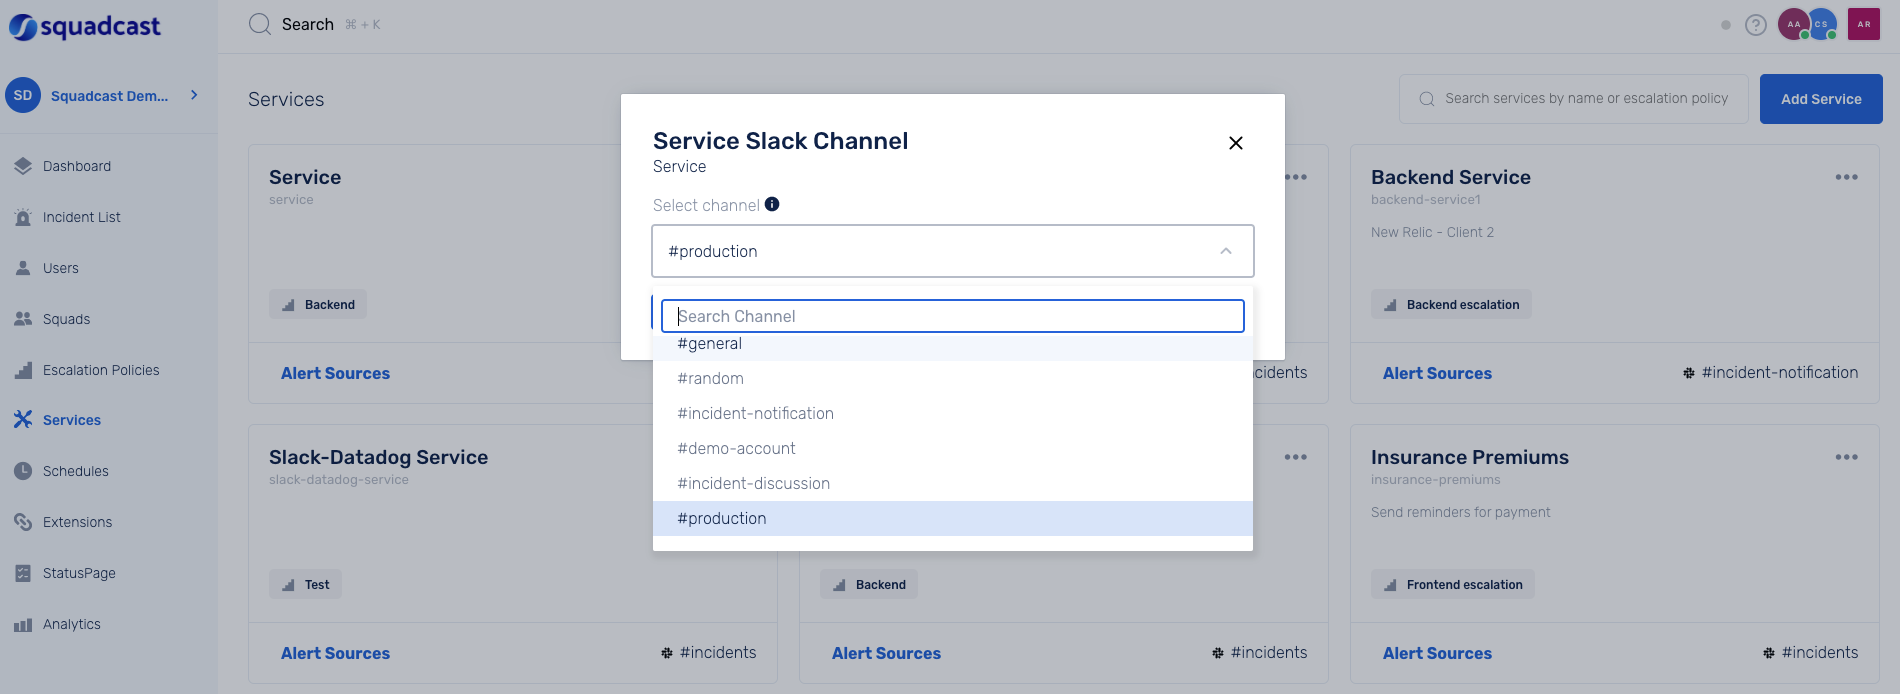 squadcast
Search ⌘ + K
AA
CS
AR
SD Squadcast Dem...
Dashboard
Incident List
Users
Squads
Escalation Policies
Services
Schedules
Extensions
StatusPage
Analytics
Services
Search services by name or escalation policy
Add Service
Service
service
Backend
Alert Sources
Service Slack Channel
Service
Select channel
#production
Search Channel
#general
#random
#incident-notification
#demo-account
#incident-discussion
#production
Backend Service
backend-service1
New Relic - Client 2
Backend escalation
Alert Sources
#incident-notification
Slack-Datadog Service
slack-datadog-service
Test
Alert Sources
#incidents
Backend
Alert Sources
#incidents
Insurance Premiums
insurance-premiums
Send reminders for payment
Frontend escalation
Alert Sources
#incidents